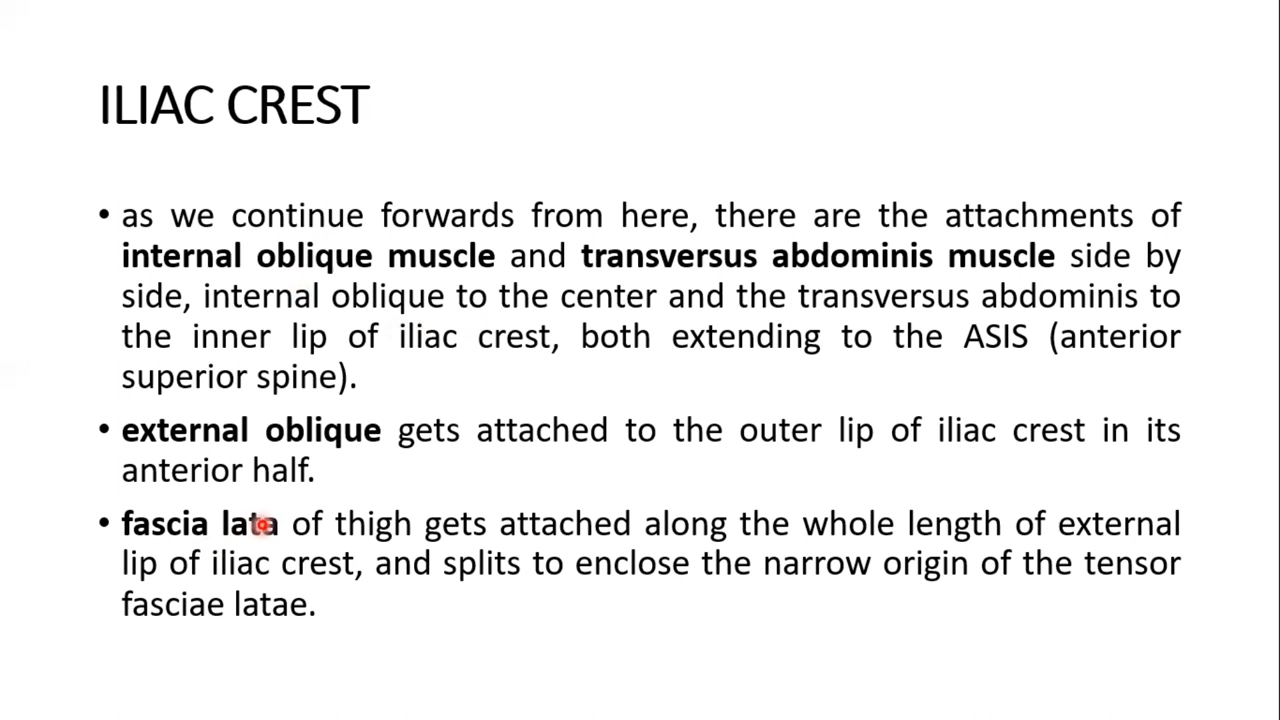 ILIAC CREST
• as we continue forwards from here, there are the attachments of
internal oblique muscle and transversus abdominis muscle side by
side, internal oblique to the center and the transversus abdominis to
the inner lip of iliac crest, both extending to the ASIS (anterior
superior spine).
• external oblique gets attached to the outer lip of iliac crest in its
anterior half.
• fascia lata of thigh gets attached along the whole length of external
lip of iliac crest, and splits to enclose the narrow origin of the tensor
fasciae latae.